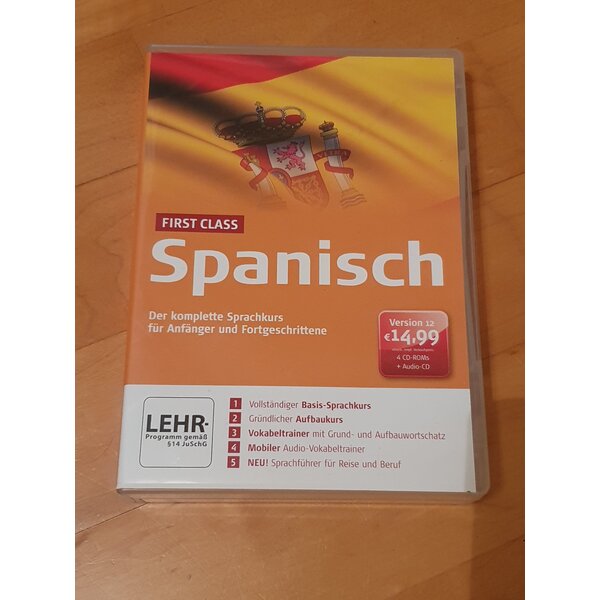 FIRST CLASS
Spanisch
Der komplette Sprachkurs
für Anfänger und Fortgeschrittene
Version 12
€14,99
4 CD-ROMs
+ Audio-CD
LEHR-
Programm gemäß
§14 JuSchG
1 Vollständiger Basis-Sprachkurs
2 Gründlicher Aufbaukurs
3 Vokabeltrainer mit Grund- und Aufbauwortschatz
4 Mobiler Audio-Vokabeltrainer
5 NEU! Sprachführer für Reise und Beruf